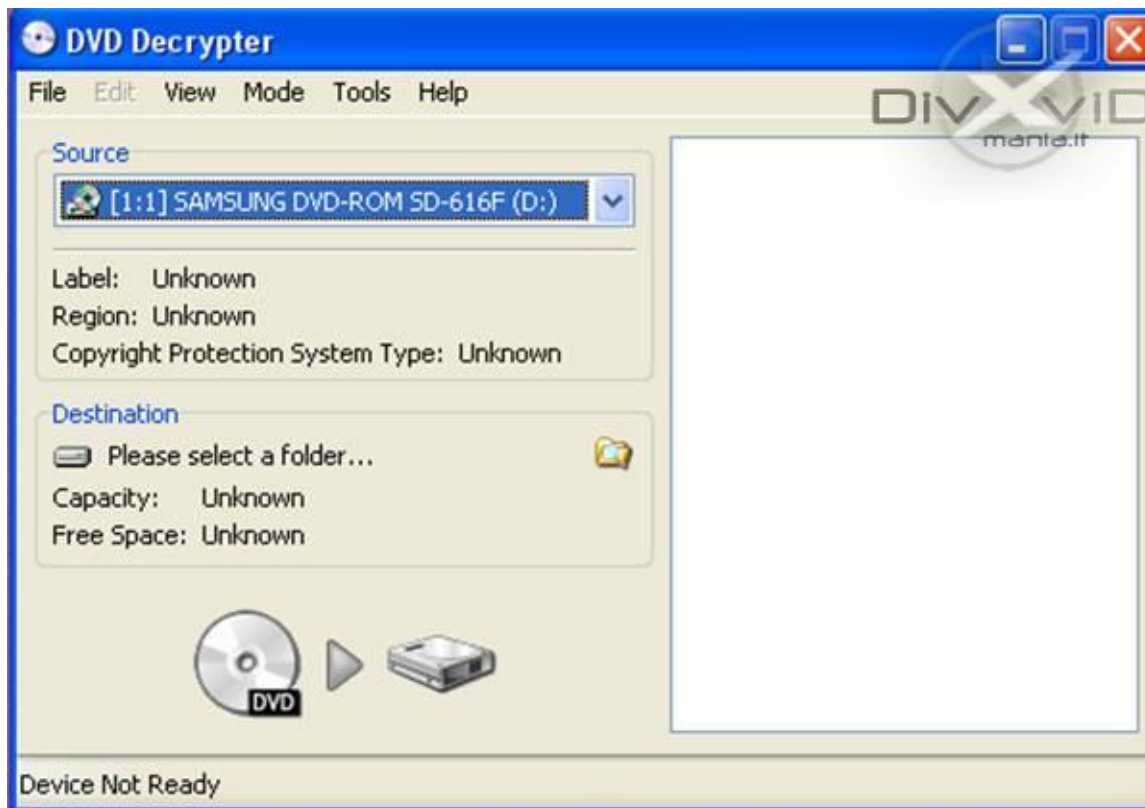 DVD Decrypter
File Edit View Mode Tools Help
DivXviD
mania.it
Source
[1:1] SAMSUNG DVD-ROM SD-616F (D:)
Label: Unknown
Region: Unknown
Copyright Protection System Type: Unknown
Destination
Please select a folder...
Capacity: Unknown
Free Space: Unknown
DVD
Device Not Ready